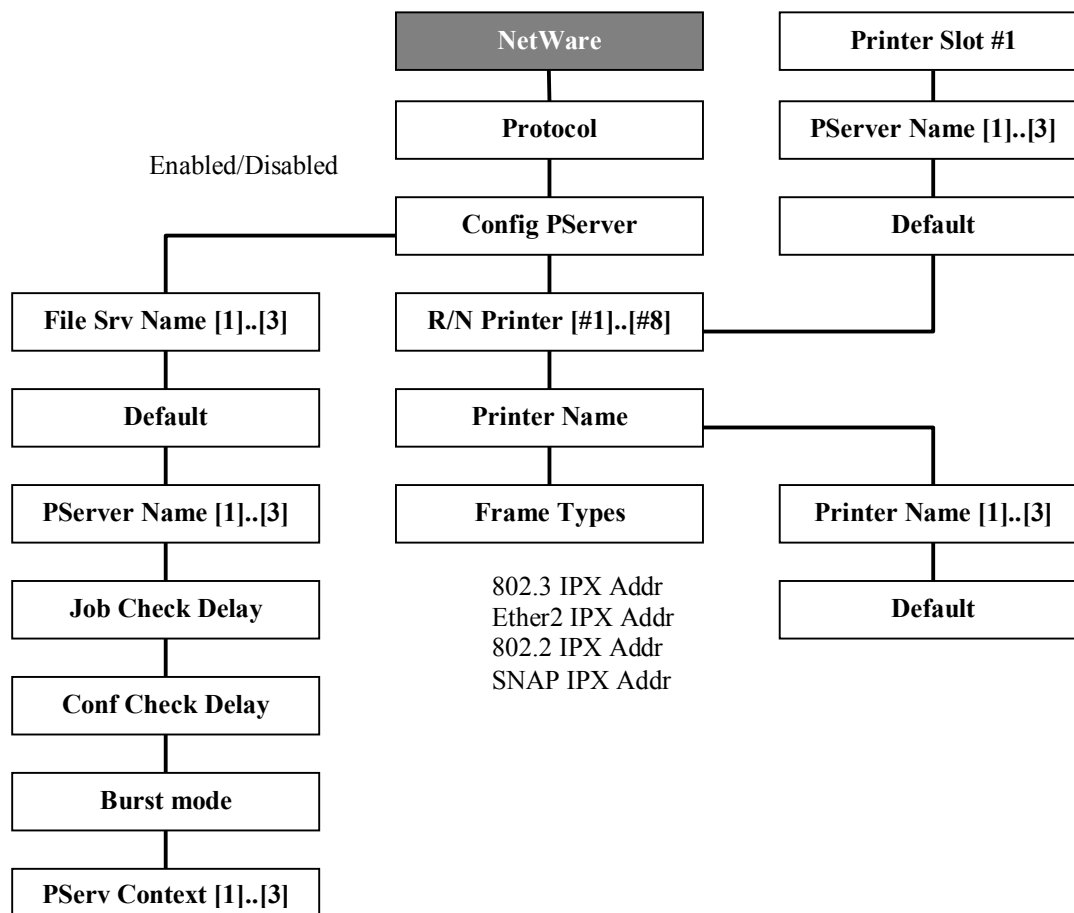 NetWare
Printer Slot #1
Protocol
PServer Name [1]..[3]
Enabled/Disabled
Config PServer
Default
File Srv Name [1]..[3]
R/N Printer [#1]..[#8]
Default
Printer Name
PServer Name [1]..[3]
Frame Types
Printer Name [1]..[3]
802.3 IPX Addr
Ether2 IPX Addr
802.2 IPX Addr
SNAP IPX Addr
Job Check Delay
Default
Conf Check Delay
Burst mode
PServ Context [1]..[3]